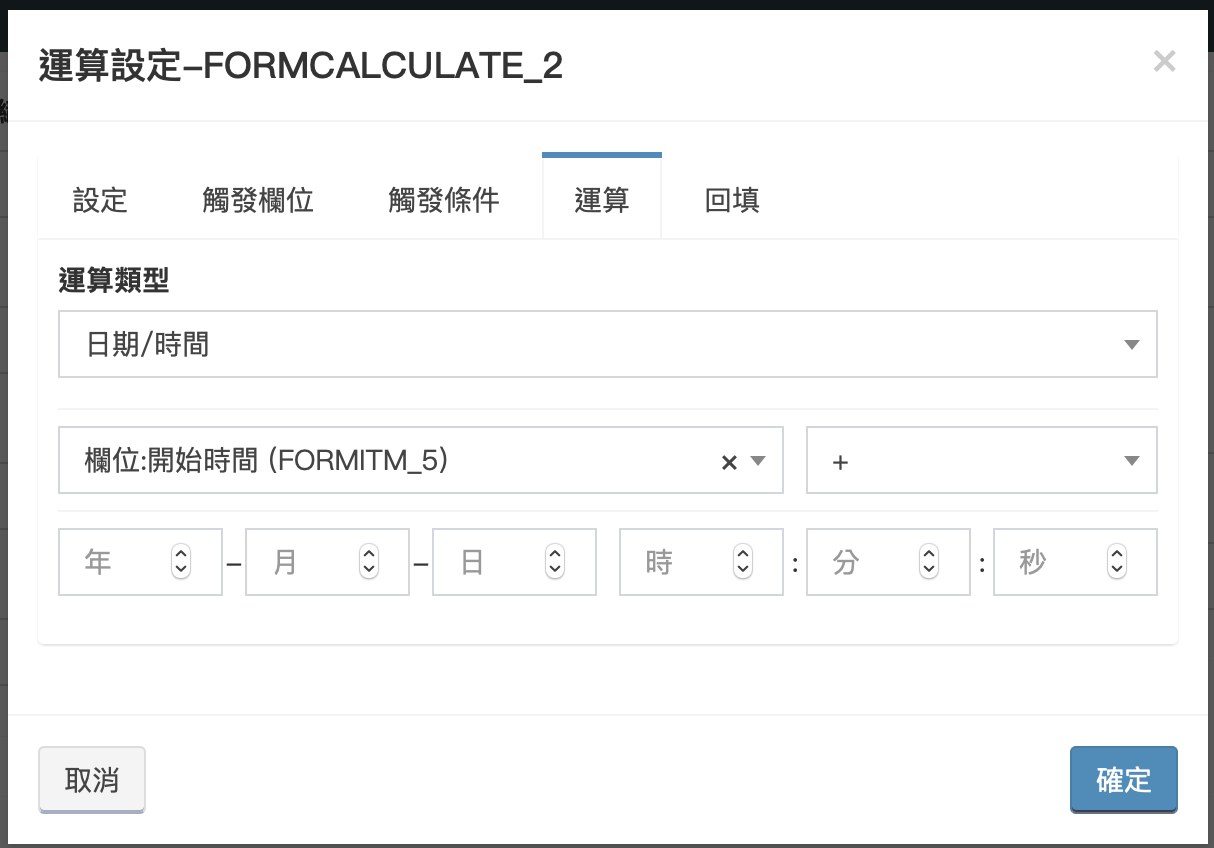 運算設定-FORMCALCULATE_2 ×
設定 觸發欄位 觸發條件 運算 回填
運算類型
日期/時間
欄位:開始時間 (FORMITM_5) × +
年 – 月 – 日 時 : 分 : 秒
取消 確定